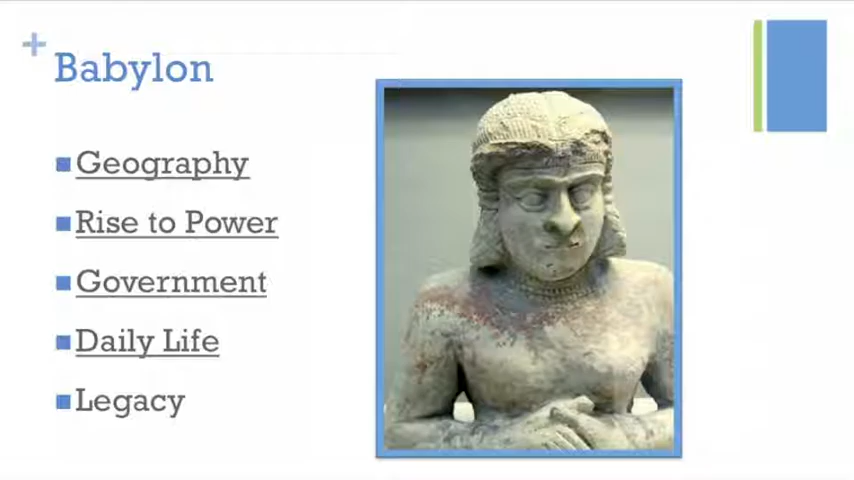 Babylon
Geography
Rise to Power
Government
Daily Life
Legacy